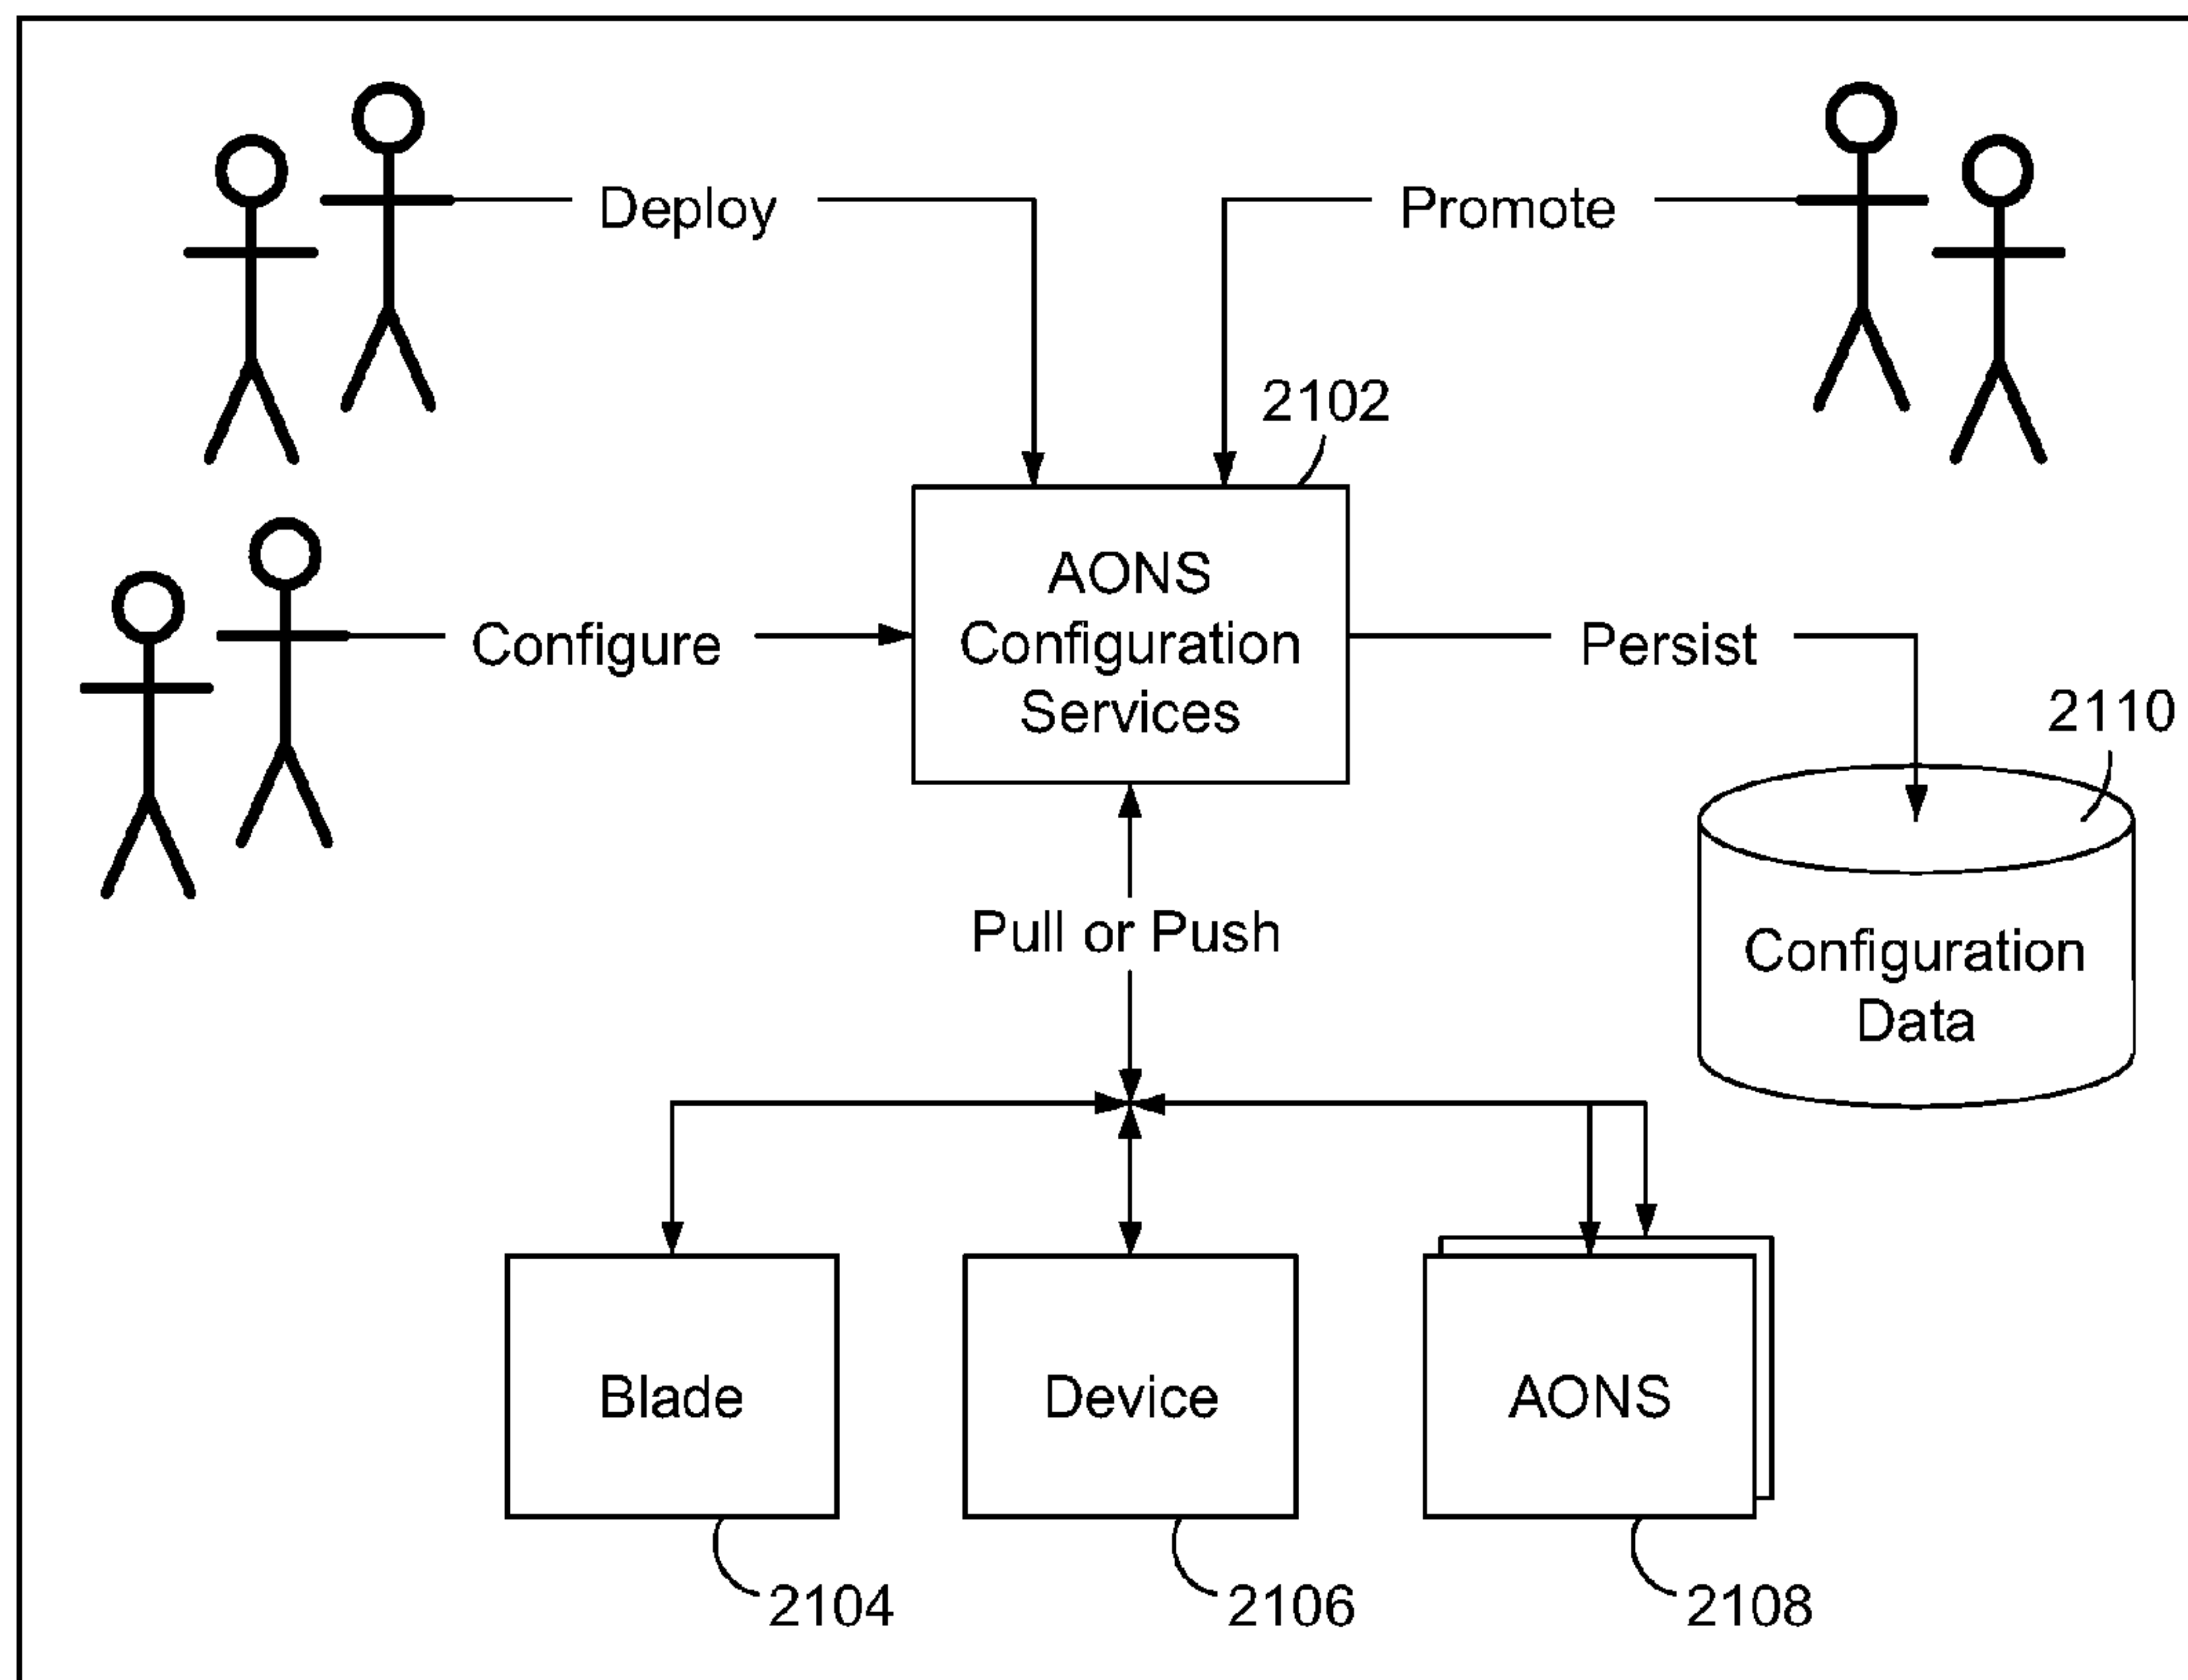 Deploy
Promote
2102
AONS
Configuration
Services
Configure
Persist
2110
Pull or Push
Configuration
Data
Blade
Device
AONS
2104
2106
2108